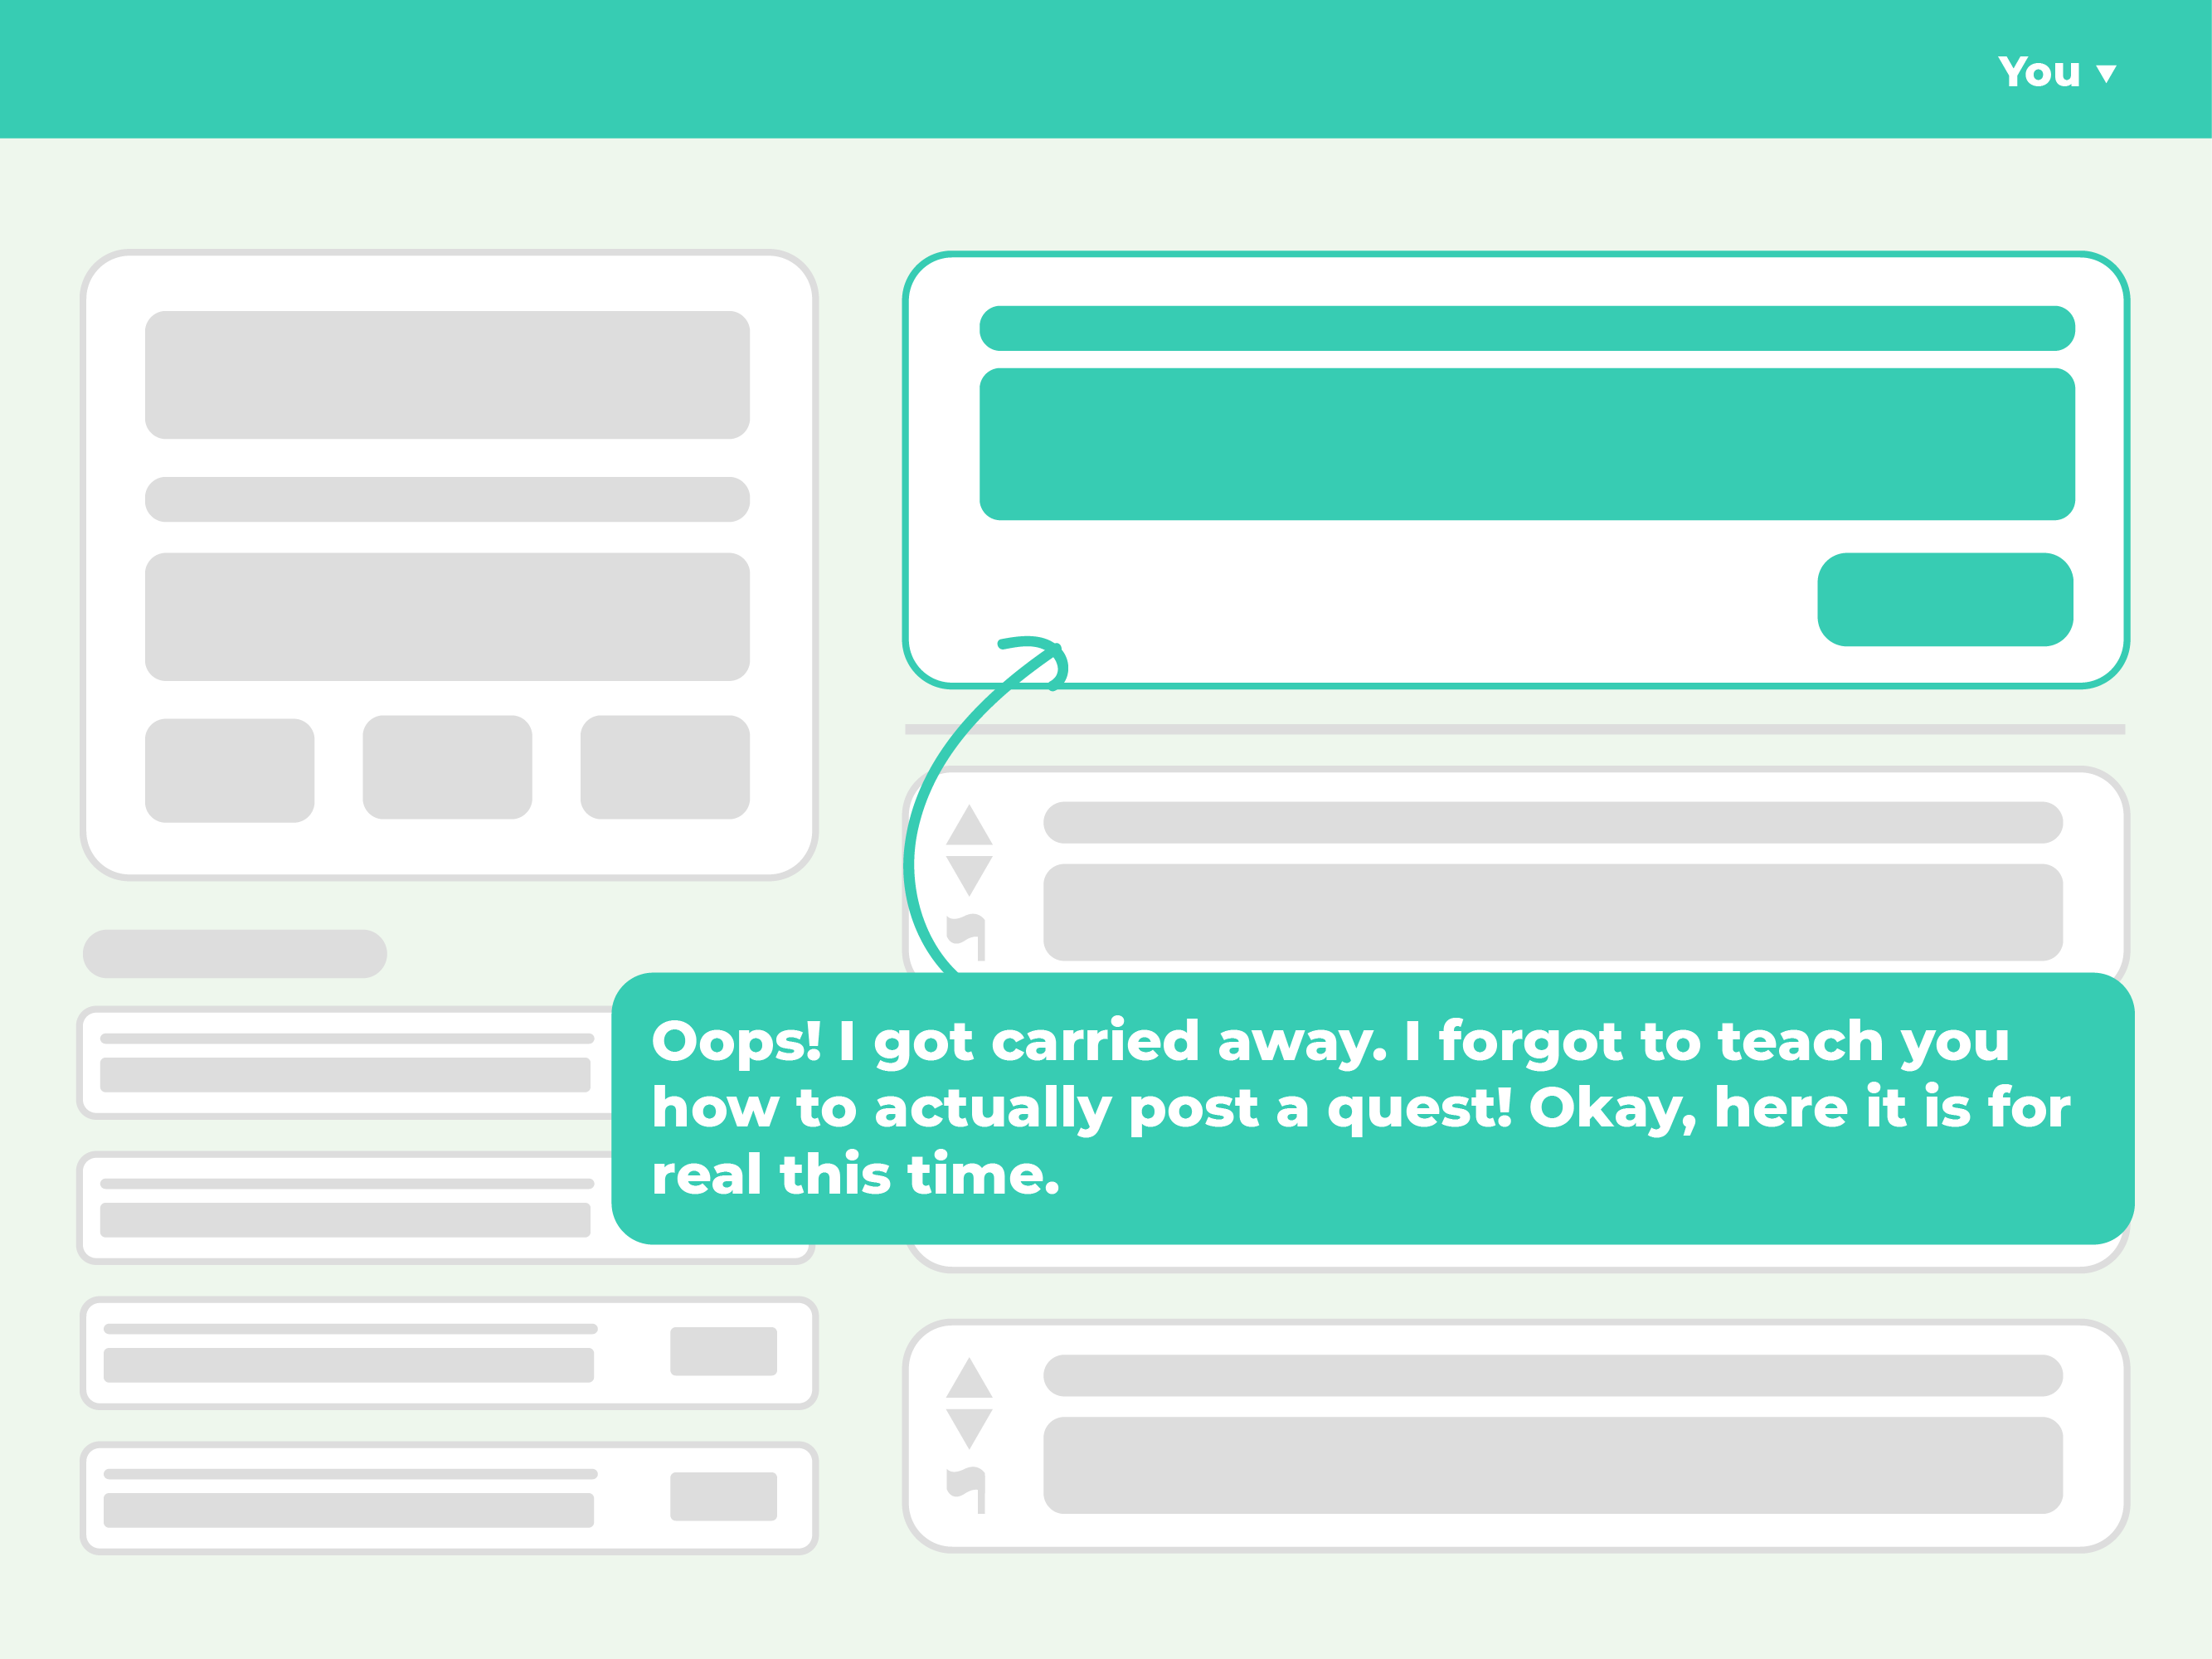 You
Oops! I got carried away. I forgot to teach you
how to actually post a quest! Okay, here it is for
real this time.